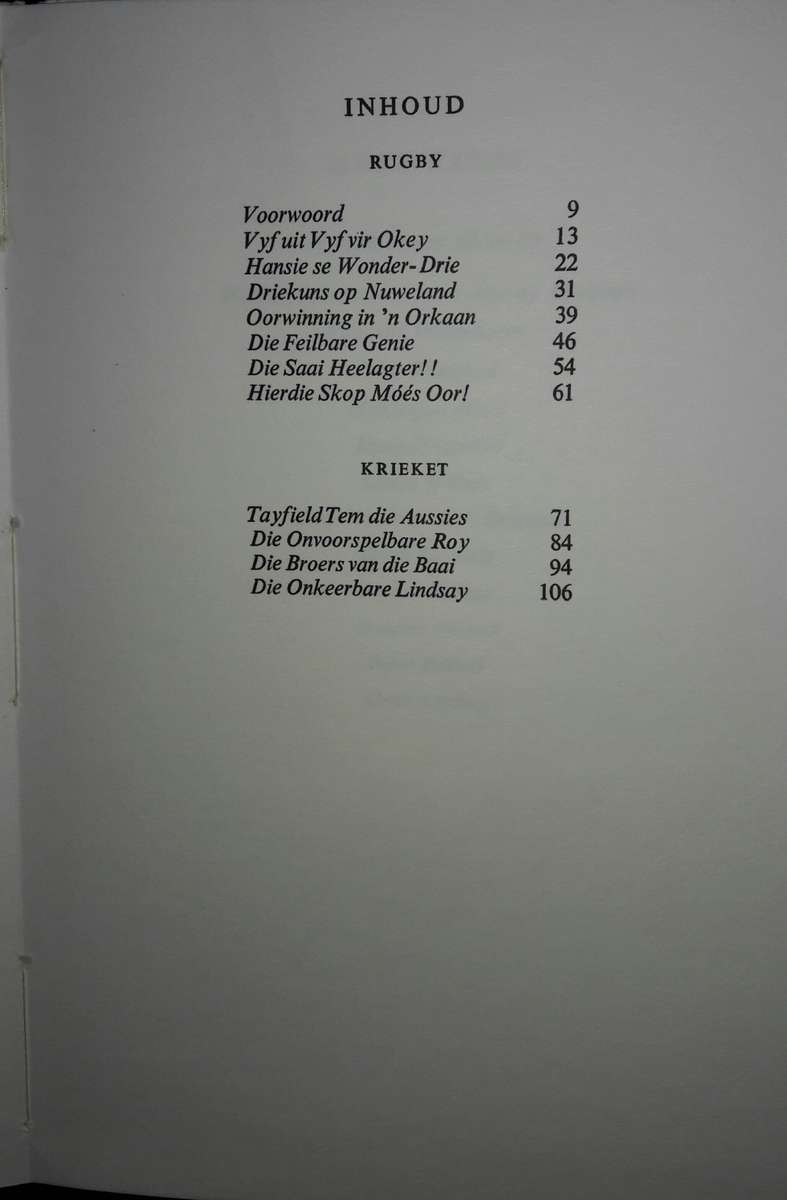 INHOUD
RUGBY
Voorwoord 9
Vyf uit Vyf vir Okey 13
Hansie se Wonder-Drie 22
Driekuns op Nuweland 31
Oorwinning in ’n Orkaan 39
Die Feilbare Genie 46
Die Saai Heelagter!! 54
Hierdie Skop Móés Oor! 61
KRIEKET
Tayfield Tem die Aussies 71
Die Onvoorspelbare Roy 84
Die Broers van die Baai 94
Die Onkeerbare Lindsay 106